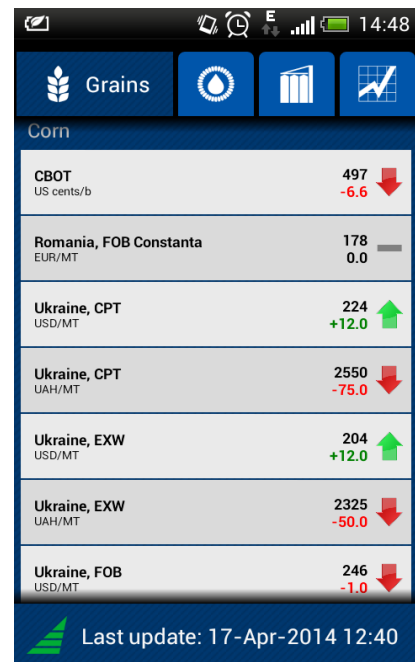 E 14:48
Grains
Corn
CBOT 497
US cents/b -6.6
Romania, FOB Constanta 178
EUR/MT 0.0
Ukraine, CPT 224
USD/MT +12.0
Ukraine, CPT 2550
UAH/MT -75.0
Ukraine, EXW 204
USD/MT +12.0
Ukraine, EXW 2325
UAH/MT -50.0
Ukraine, FOB 246
USD/MT -1.0
Last update: 17-Apr-2014 12:40